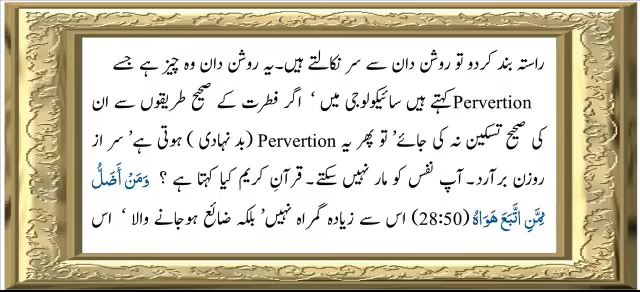 راستہ بند کردو تو روشن دان سے سر نکالتے ہیں۔یہ روشن دان وہ چیز ہے جسے
Pervertion کہتے ہیں سائیکولوجی میں ‘ اگر فطرت کے صحیح طریقوں سے ان
کی صحیح تسکین نہ کی جائے’ تو پھر یہ Pervertion (بد نہادی ) ہوتی ہے’ سر از
روزن برآرد۔ آپ نفس کو مار نہیں سکتے۔ قرآنِ کریم کیا کہتا ہے ؟ وَمَنْ أَضَلُّ
مِمَّنِ اتَّبَعَ هَوَاهُ (28:50) اس سے زیادہ گمراہ نہیں’ بلکہ ضائع ہوجانے والا ‘ اس